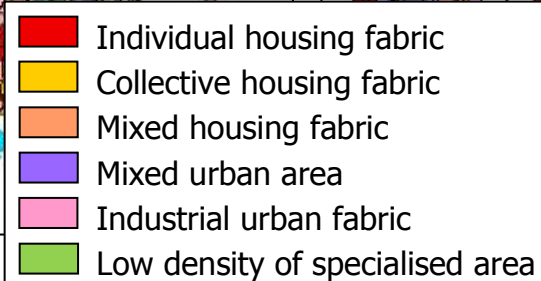 Individual housing fabric
Collective housing fabric
Mixed housing fabric
Mixed urban area
Industrial urban fabric
Low density of specialised area